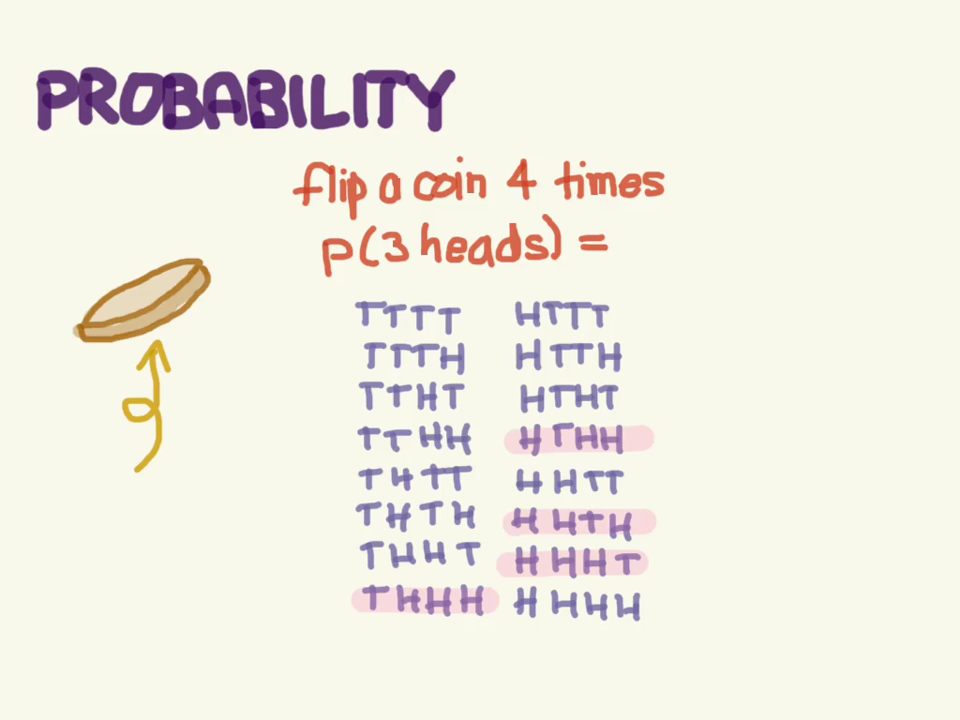 PROBABILITY
flip a coin 4 times
p(3 heads) =
TTTT
TTTH
TTHT
TTHH
THTT
THTH
THHT
THHH
HTTT
HTTH
HTHT
HTHH
HHTT
HHTH
HHHT
HHHH